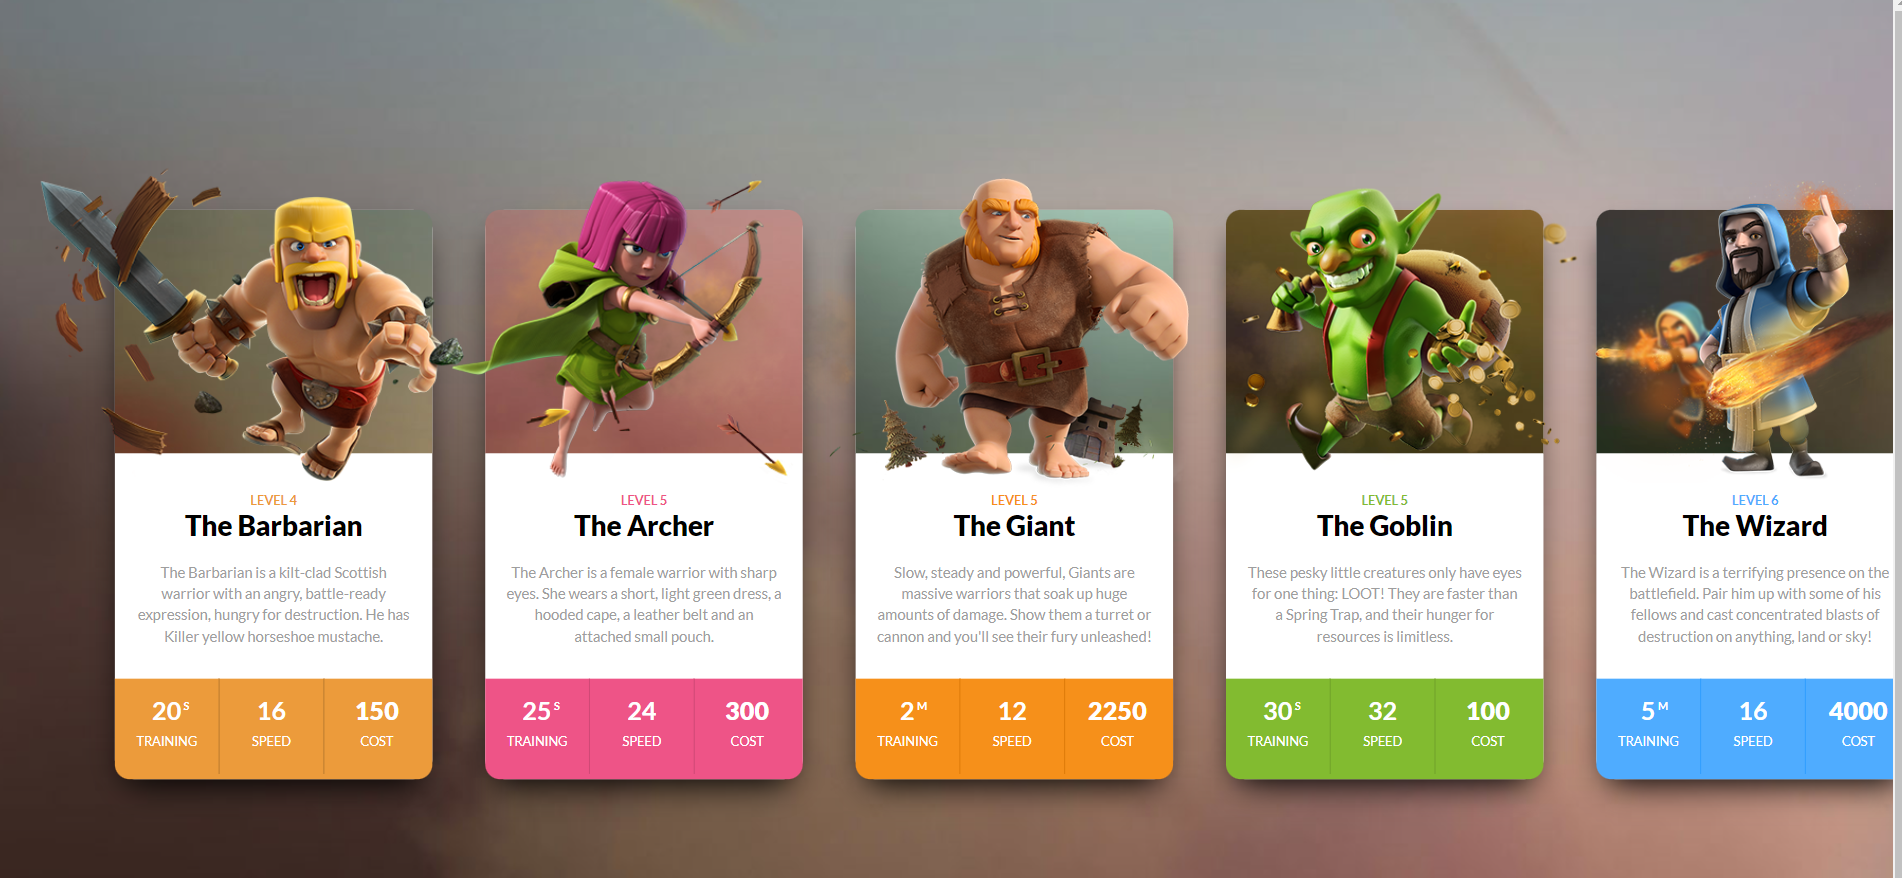 LEVEL 4
The Barbarian
The Barbarian is a kilt-clad Scottish
warrior with an angry, battle-ready
expression, hungry for destruction. He has
Killer yellow horseshoe mustache.
20S
TRAINING
16
SPEED
150
COST
LEVEL 5
The Archer
The Archer is a female warrior with sharp
eyes. She wears a short, light green dress, a
hooded cape, a leather belt and an
attached small pouch.
25S
TRAINING
24
SPEED
300
COST
LEVEL 5
The Giant
Slow, steady and powerful, Giants are
massive warriors that soak up huge
amounts of damage. Show them a turret or
cannon and you'll see their fury unleashed!
2M
TRAINING
12
SPEED
2250
COST
LEVEL 5
The Goblin
These pesky little creatures only have eyes
for one thing: LOOT! They are faster than
a Spring Trap, and their hunger for
resources is limitless.
30S
TRAINING
32
SPEED
100
COST
LEVEL 6
The Wizard
The Wizard is a terrifying presence on the
battlefield. Pair him up with some of his
fellows and cast concentrated blasts of
destruction on anything, land or sky!
5M
TRAINING
16
SPEED
4000
COST